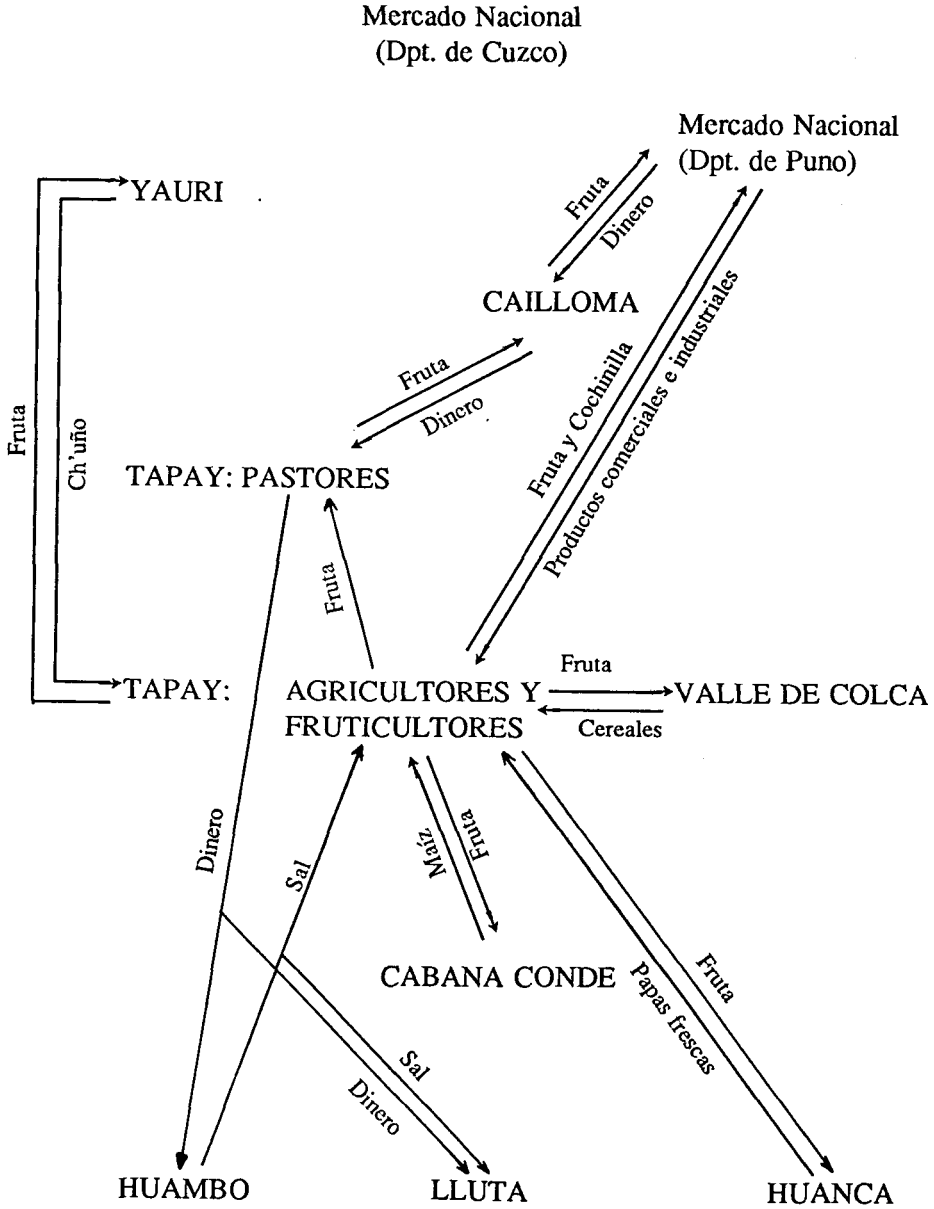 Mercado Nacional
(Dpt. de Cuzco)
Mercado Nacional
(Dpt. de Puno)
YAURI
Fruta
Dinero
CAILLOMA
Fruta
Dinero
Fruta y Cochinilla
Productos comerciales e industriales
Fruta
Ch'uño
TAPAY: PASTORES
Fruta
TAPAY: AGRICULTORES Y
FRUTICULTORES
Fruta
VALLE DE COLCA
Cereales
Dinero
Sal
Maíz
Fruta
CABANA CONDE
Fruta
Papas frescas
Sal
Dinero
HUAMBO
LLUTA
HUANCA